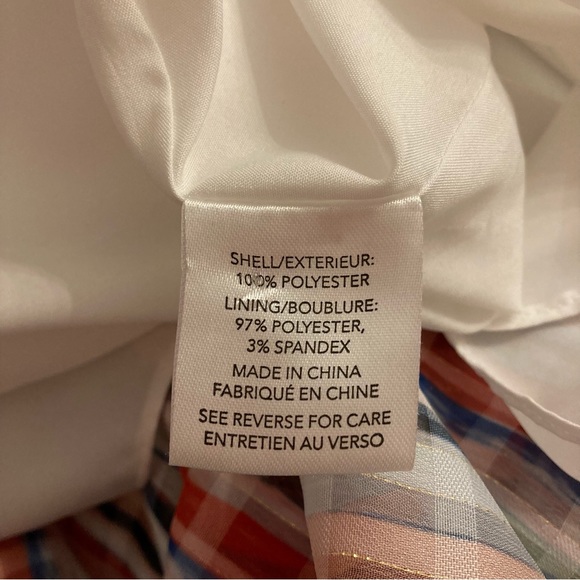 SHELL/EXTERIEUR:
100% POLYESTER
LINING/BOUBLURE:
97% POLYESTER,
3% SPANDEX
MADE IN CHINA
FABRIQUÉ EN CHINE
SEE REVERSE FOR CARE
ENTRETIEN AU VERSO